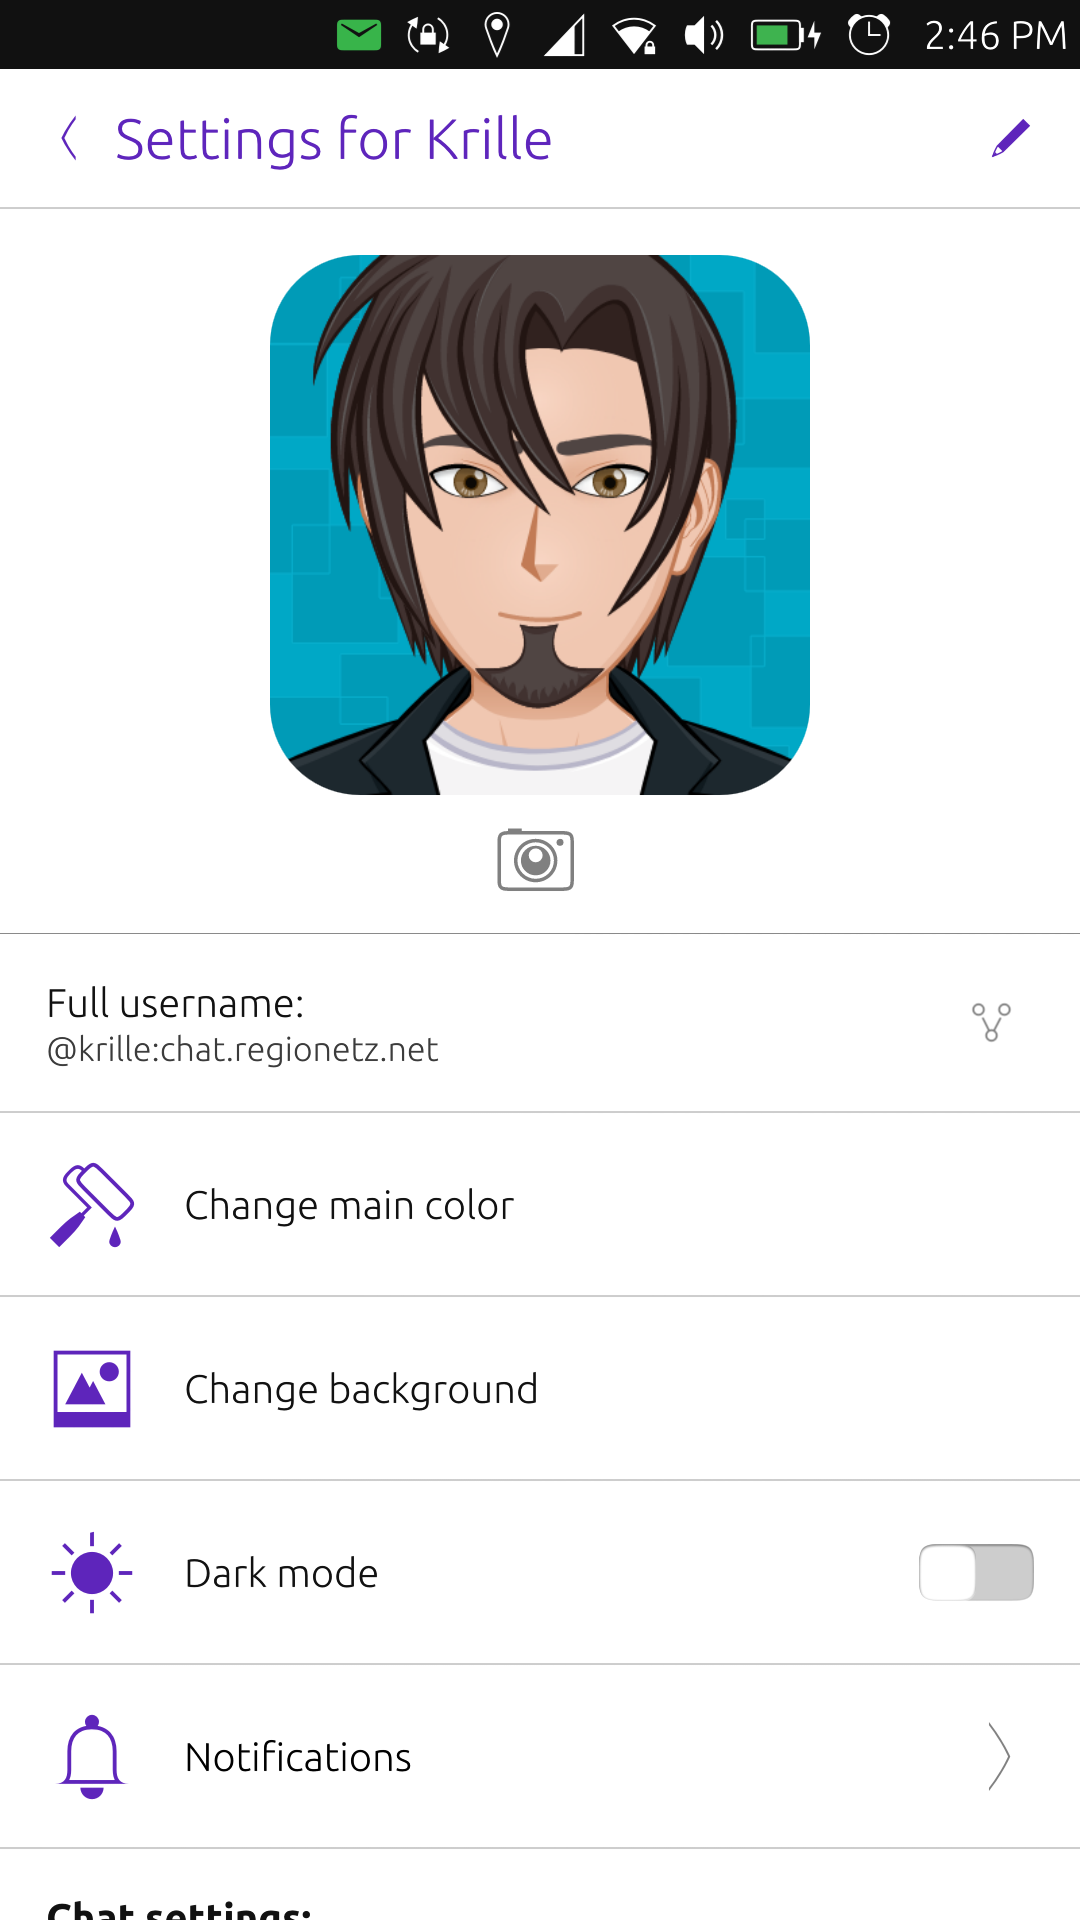 2:46 PM
Settings for Krille
Full username:
@krille:chat.regionetz.net
Change main color
Change background
Dark mode
Notifications
Chat settings: